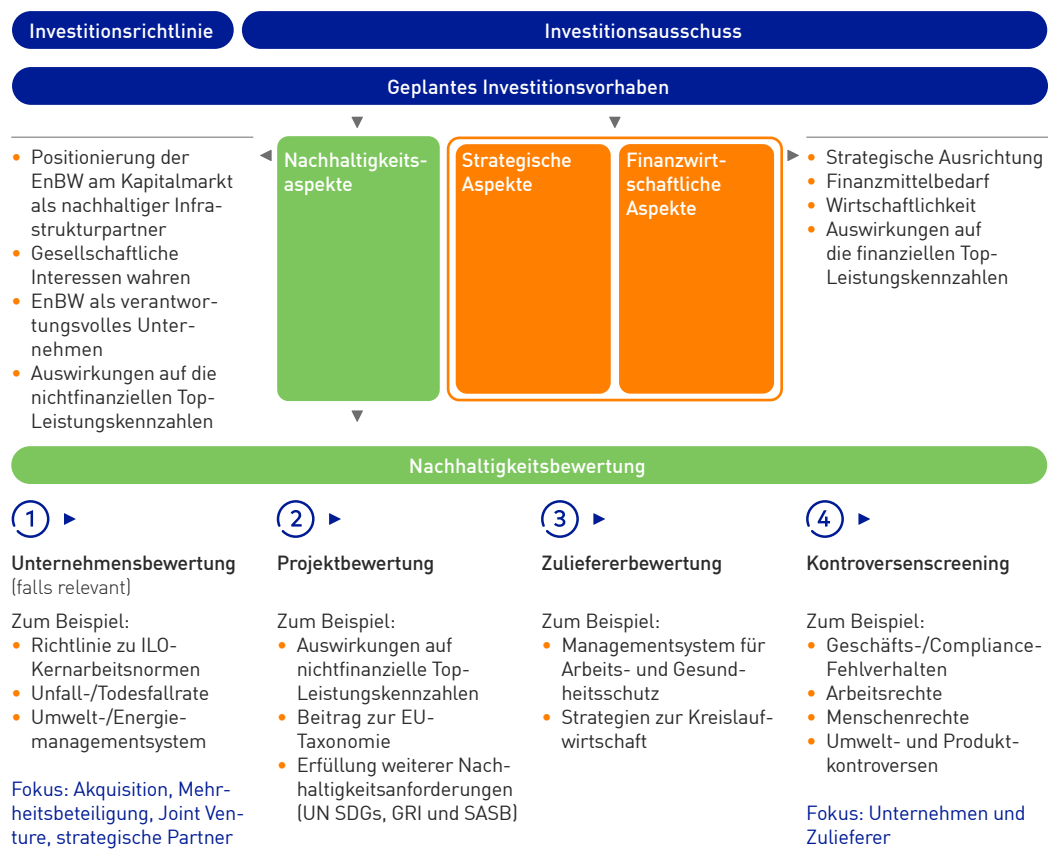 Investitionsrichtlinie
Investitionsausschuss
Geplantes Investitionsvorhaben
• Positionierung der
EnBW am Kapitalmarkt
als nachhaltiger Infra-
strukturpartner
• Gesellschaftliche
Interessen wahren
• EnBW als verantwor-
tungsvolles Unter-
nehmen
• Auswirkungen auf die
nichtfinanziellen Top-
Leistungskennzahlen
Nachhaltigkeits-
aspekte
Strategische
Aspekte
Finanzwirt-
schaftliche
Aspekte
• Strategische Ausrichtung
• Finanzmittelbedarf
• Wirtschaftlichkeit
• Auswirkungen auf
die finanziellen Top-
Leistungskennzahlen
Nachhaltigkeitsbewertung
1
Unternehmensbewertung
(falls relevant)
Zum Beispiel:
• Richtlinie zu ILO-
Kernarbeitsnormen
• Unfall-/Todesfallrate
• Umwelt-/Energie-
managementsystem
Fokus: Akquisition, Mehr-
heitsbeteiligung, Joint Ven-
ture, strategische Partner
2
Projektbewertung
Zum Beispiel:
• Auswirkungen auf
nichtfinanzielle Top-
Leistungskennzahlen
• Beitrag zur EU-
Taxonomie
• Erfüllung weiterer Nach-
haltigkeitsanforderungen
(UN SDGs, GRI und SASB)
3
Zuliefererbewertung
Zum Beispiel:
• Managementsystem für
Arbeits- und Gesund-
heitsschutz
• Strategien zur Kreislauf-
wirtschaft
4
Kontroversenscreening
Zum Beispiel:
• Geschäfts-/Compliance-
Fehlverhalten
• Arbeitsrechte
• Menschenrechte
• Umwelt- und Produkt-
kontroversen
Fokus: Unternehmen und
Zulieferer